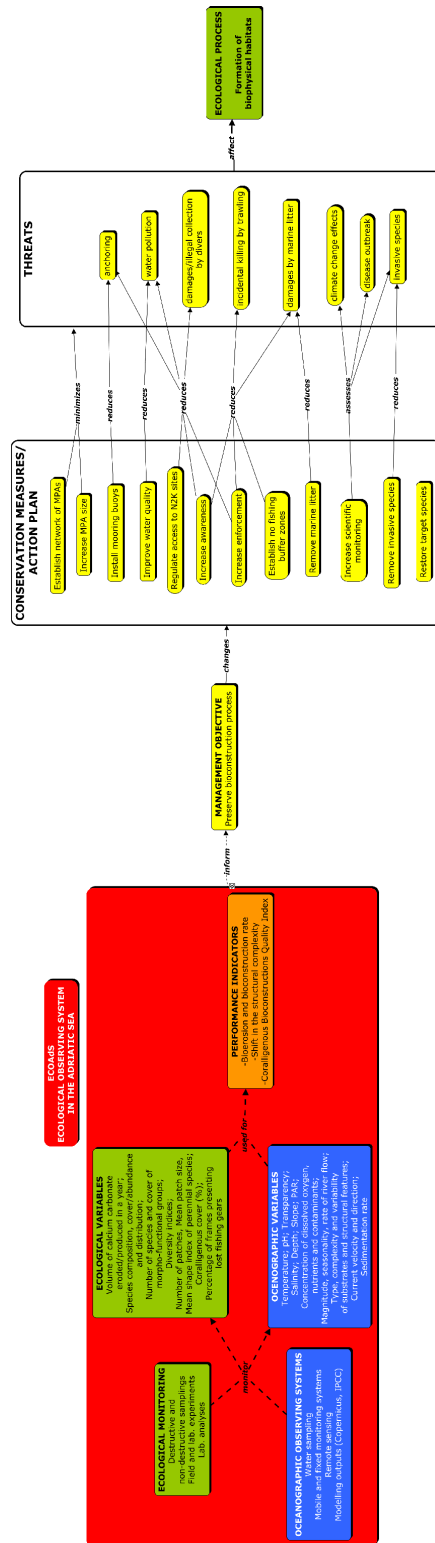 ECOAdS
ECOLOGICAL OBSERVING SYSTEM
IN THE ADRIATIC SEA
ECOLOGICAL MONITORING
Destructive and
non-destructive samplings
Field and lab. experiments
Lab. analyses
OCEANOGRAPHIC OBSERVING SYSTEMS
Water sampling
Mobile and fixed monitoring systems
Remote sensing
Modelling outputs (Copernicus, IPCC)
monitor
ECOLOGICAL VARIABLES
Volume of calcium carbonate
eroded/produced in a year;
Species composition, cover/abundance
and distribution;
Number of species and cover of
morpho-functional groups;
Diversity indices;
Number of patches, Mean patch size,
Mean shape index of perennial species;
Coralligenous cover (%);
Percentage of frames presenting
lost fishing gears
OCENOGRAPHIC VARIABLES
Temperature; pH; Transparency;
Salinity; Depth; Slope; PAR;
Concentration of dissolved oxygen,
nutrients and contaminants;
Magnitude, seasonality, rate of river flow;
Type, complexity and variability
of substrates and structural features;
Current velocity and direction;
Sedimentation rate
used for
PERFORMANCE INDICATORS
-Bioerosion and bioconstruction rate
-Shift in the structural complexity
-Coralligenous Bioconstructions Quality Index
inform
MANAGEMENT OBJECTIVE
Preserve bioconstruction process
changes
CONSERVATION MEASURES/
ACTION PLAN
Establish network of MPAs
Increase MPA size
Install mooring buoys
Improve water quality
Regulate access to N2K sites
Increase awareness
Increase enforcement
Establish no fishing
buffer zones
Remove marine litter
Increase scientific
monitoring
Remove invasive species
Restore target species
minimizes
reduces
reduces
reduces
reduces
reduces
assesses
reduces
THREATS
anchoring
water pollution
damages/illegal collection
by divers
incidental killing by trawling
damages by marine litter
climate change effects
disease outbreak
invasive species
affect
ECOLOGICAL PROCESS
Formation of
biophysical habitats